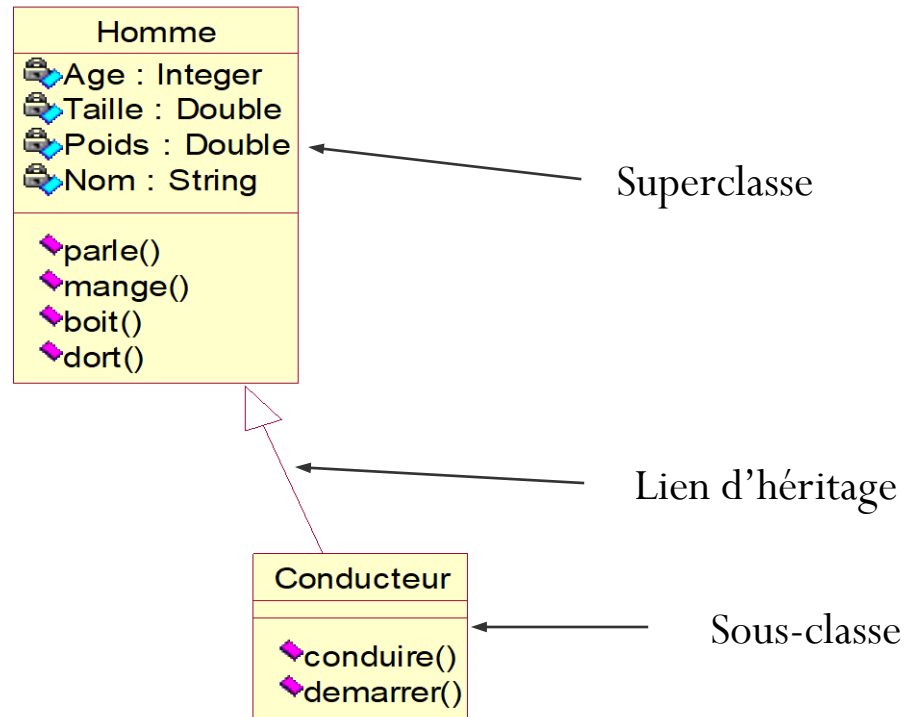 Homme
Age : Integer
Taille : Double
Poids : Double
Nom : String
parle()
mange()
boit()
dort()
Superclasse
Lien d’héritage
Conducteur
conduire()
demarrer()
Sous-classe